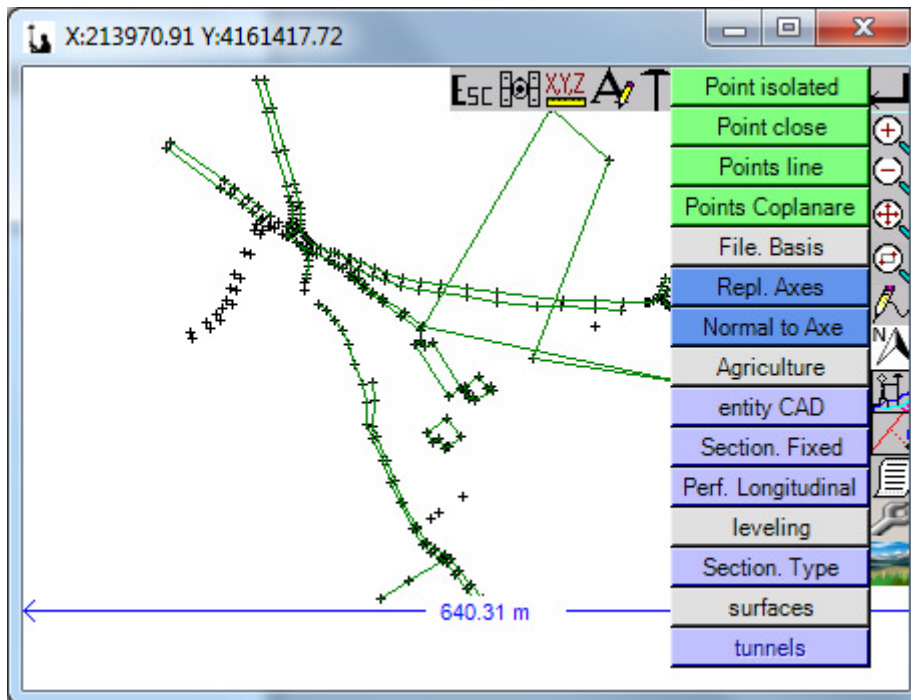 X:213970.91 Y:4161417.72
Esc
X,Y,Z
A
Point isolated
Point close
Points line
Points Coplanare
File. Basis
Repl. Axes
Normal to Axe
N
Agriculture
entity CAD
Section. Fixed
Perf. Longitudinal
leveling
Section. Type
surfaces
640.31 m
tunnels